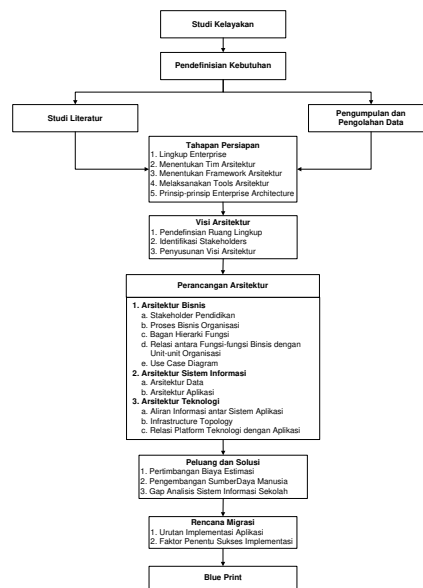 Studi Kelayakan
Pendefinisian Kebutuhan
Studi Literatur
Pengumpulan dan
Pengolahan Data
Tahapan Persiapan
1. Lingkup Enterprise
2. Menentukan Tim Arsitektur
3. Menentukan Framework Arsitektur
4. Melaksanakan Tools Arsitektur
5. Prinsip-prinsip Enterprise Architecture
Visi Arsitektur
1. Pendefinsian Ruang Lingkup
2. Identifikasi Stakeholders
3. Penyusunan Visi Arsitektur
Perancangan Arsitektur
1. Arsitektur Bisnis
a. Stakeholder Pendidikan
b. Proses Bisnis Organisasi
c. Bagan Hierarki Fungsi
d. Relasi antara Fungsi-fungsi Binsis dengan
Unit-unit Organisasi
e. Use Case Diagram
2. Arsitektur Sistem Informasi
a. Arsitektur Data
b. Arsitektur Aplikasi
3. Arsitektur Teknologi
a. Aliran Informasi antar Sistem Aplikasi
b. Infrastructure Topology
c. Relasi Platform Teknologi dengan Aplikasi
Peluang dan Solusi
1. Pertimbangan Biaya Estimasi
2. Pengembangan SumberDaya Manusia
3. Gap Analisis Sistem Informasi Sekolah
Rencana Migrasi
1. Urutan Implementasi Aplikasi
2. Faktor Penentu Sukses Implementasi
Blue Print